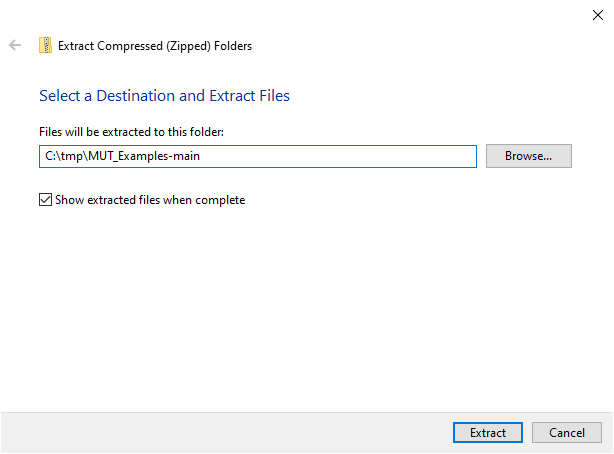 Extract Compressed (Zipped) Folders
Select a Destination and Extract Files
Files will be extracted to this folder:
C:\tmp\MUT_Examples-main
Browse...
Show extracted files when complete
Extract
Cancel